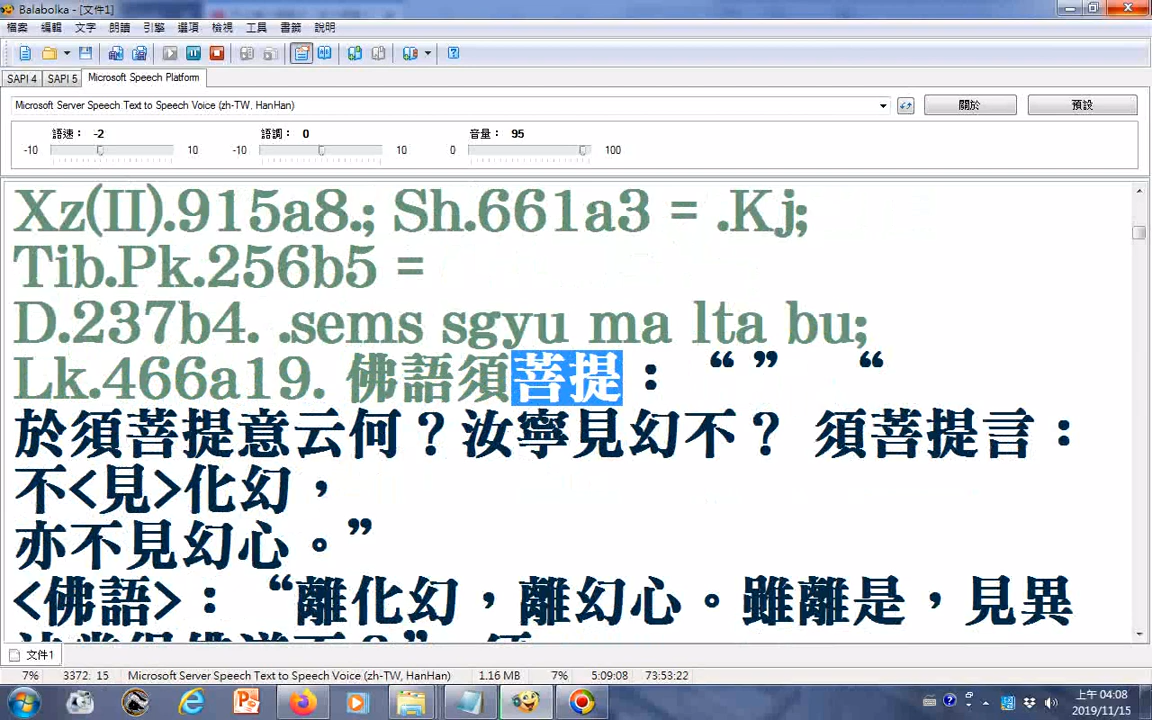 Balabolka - [文件1]
檔案 編輯 文字 朗讀 引擎 選項 檢視 工具 書籤 說明
SAPI 4 SAPI 5 Microsoft Speech Platform
Microsoft Server Speech Text to Speech Voice (zh-TW, HanHan) 關於 預設
語速： -2 語調： 0 音量： 95
-10 10 -10 10 0 100
Xz(II).915a8.; Sh.661a3 = .Kj;
Tib.Pk.256b5 =
D.237b4. .sems sgyu ma lta bu;
Lk.466a19. 佛語須菩提：“ ” “
於須菩提意云何？汝寧見幻不？ 須菩提言：
不<見>化幻，
亦不見幻心。”
<佛語>：“離化幻，離幻心。雖離是，見異
文件1
7% 3372: 15 Microsoft Server Speech Text to Speech Voice (zh-TW, HanHan) 1.16 MB 7% 5:09:08 73:53:22
上午 04:08
2019/11/15